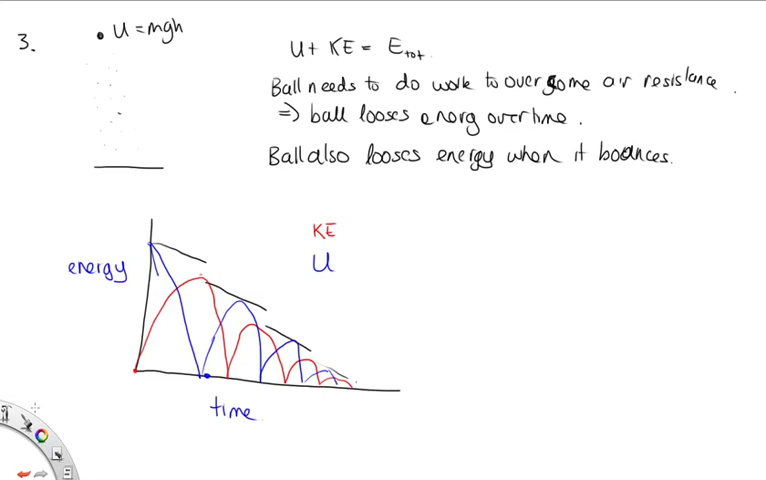 3.
U = mgh
U + KE = Etot.
Ball needs to do work to overcome air resistance.
=> ball looses energ over time.
Ball also looses energy when it bounces.
KE
U
energy
time